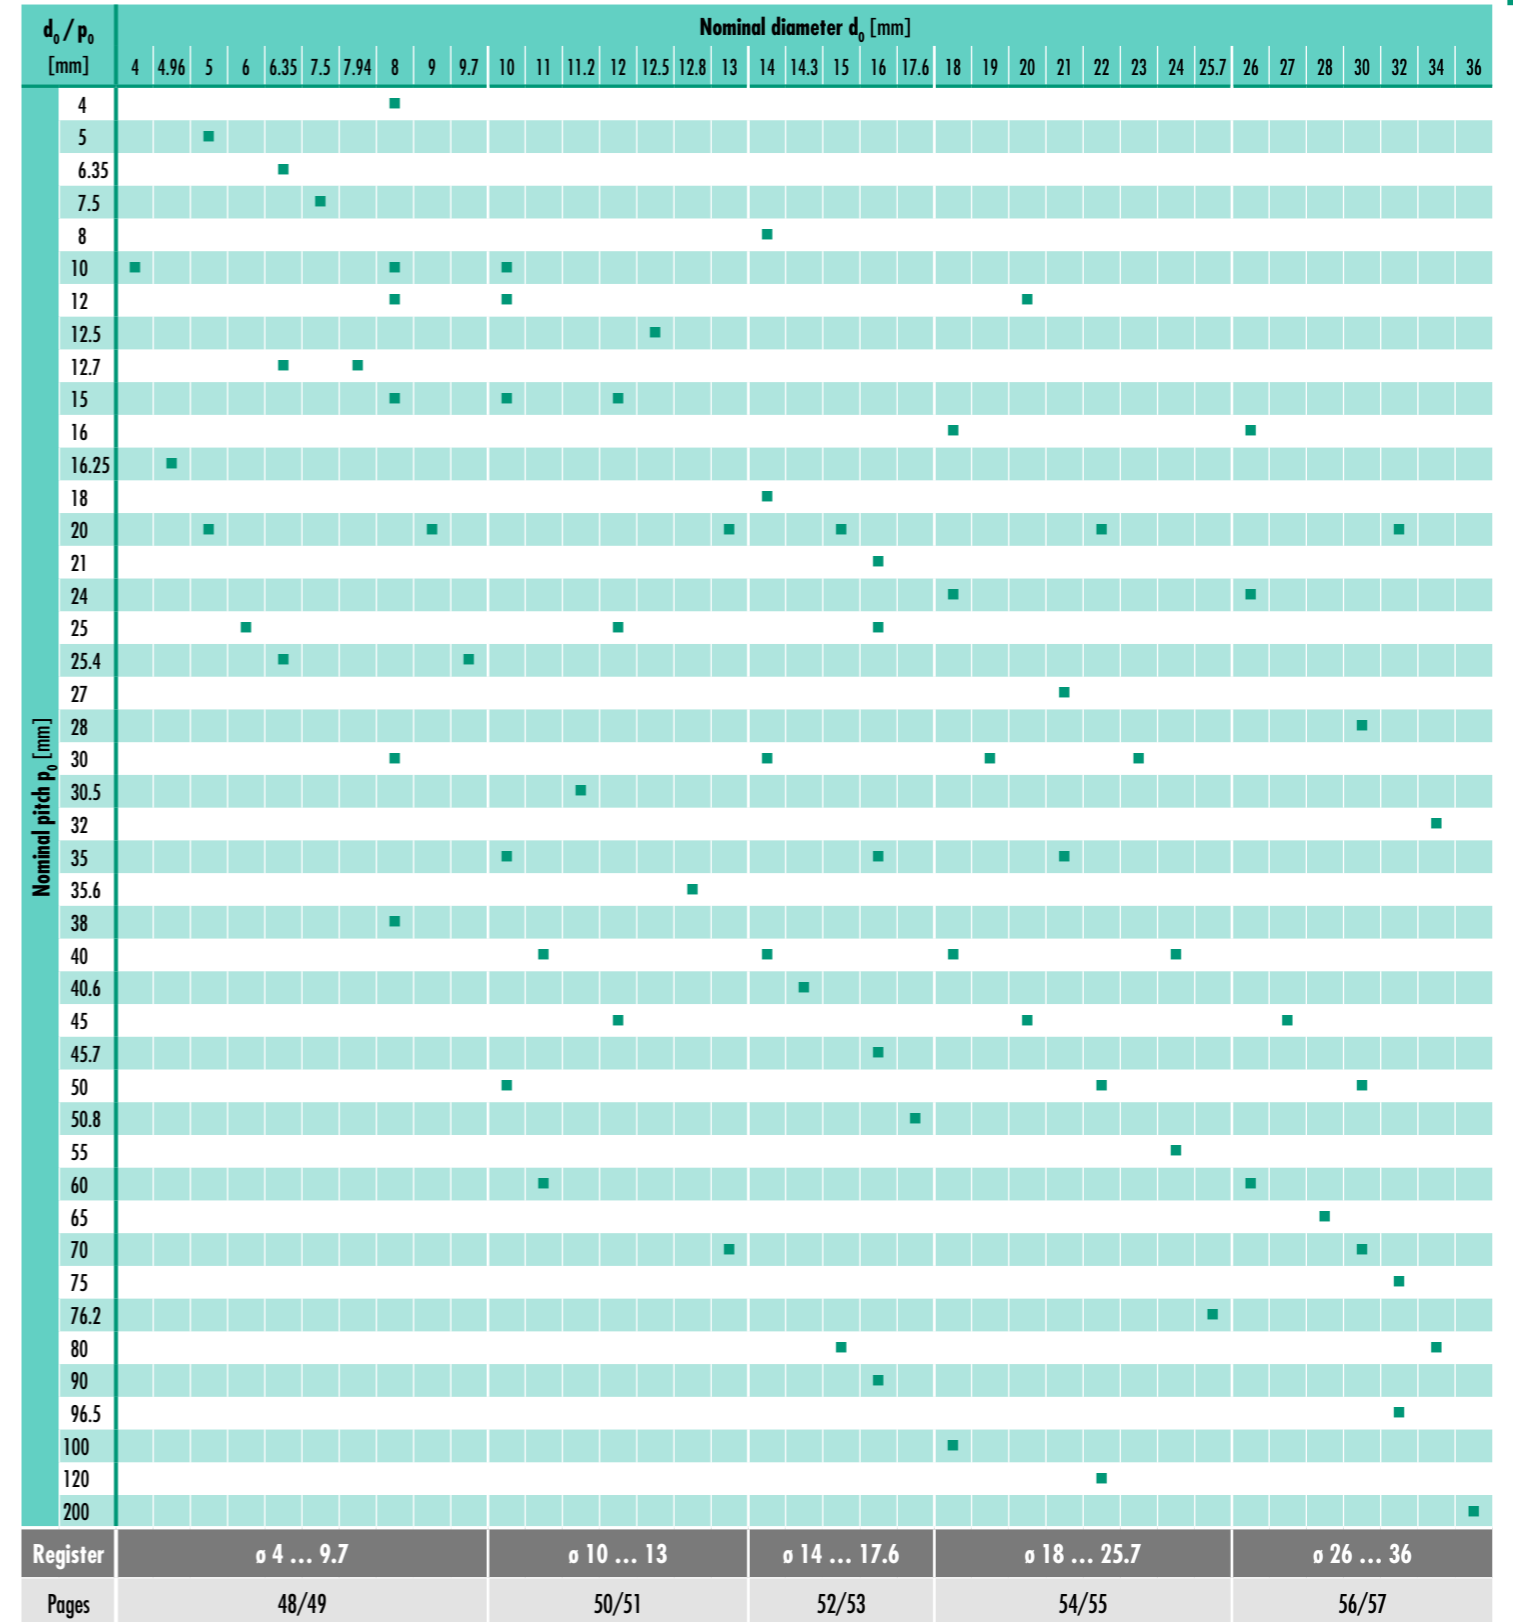 d₀ / p₀ Nominal diameter d₀ [mm]
[mm] 4 4.96 5 6 6.35 7.5 7.94 8 9 9.7 10 11 11.2 12 12.5 12.8 13 14 14.3 15 16 17.6 18 19 20 21 22 23 24 25.7 26 27 28 30 32 34 36
Nominal pitch p₀ [mm]
4 ■
5 ■
6.35 ■
7.5 ■
8 ■
10 ■ ■ ■
12 ■ ■ ■
12.5 ■
12.7 ■ ■
15 ■ ■ ■
16 ■ ■
16.25 ■
18 ■
20 ■ ■ ■ ■ ■ ■
21 ■
24 ■ ■
25 ■ ■ ■
25.4 ■ ■
27 ■
28 ■
30 ■ ■ ■ ■
30.5 ■
32 ■
35 ■ ■ ■
35.6 ■
38 ■
40 ■ ■ ■ ■
40.6 ■
45 ■ ■ ■
45.7 ■
50 ■ ■ ■
50.8 ■
55 ■
60 ■ ■
65 ■
70 ■ ■
75 ■
76.2 ■
80 ■ ■
90 ■
96.5 ■
100 ■
120 ■
200 ■
Register ø 4 ... 9.7 ø 10 ... 13 ø 14 ... 17.6 ø 18 ... 25.7 ø 26 ... 36
Pages 48/49 50/51 52/53 54/55 56/57